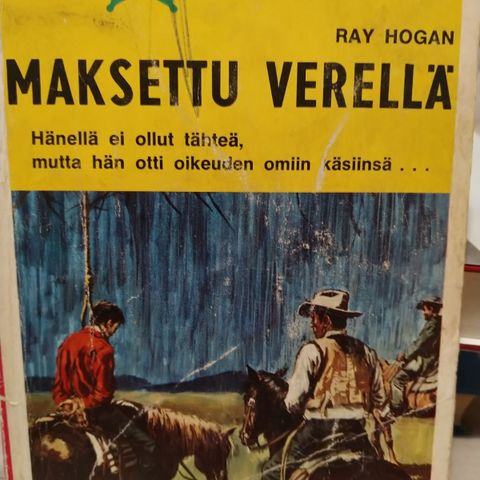 RAY HOGAN
MAKSETTU VERELLÄ
Hänellä ei ollut tähteä,
mutta hän otti oikeuden omiin käsiinsä . . .